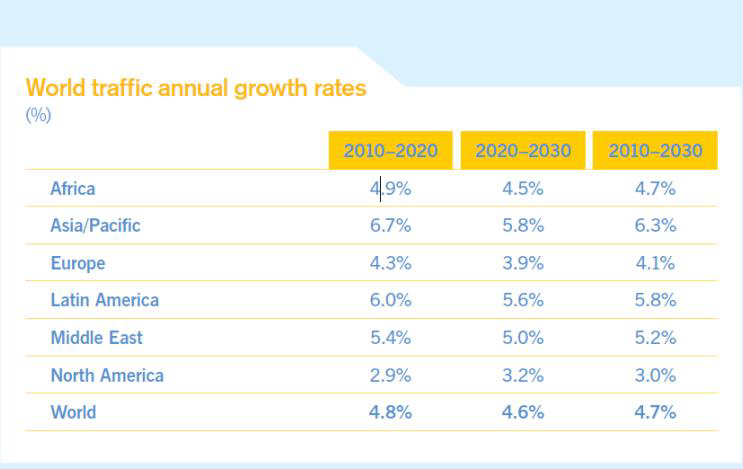 World traffic annual growth rates
(%)
2010–2020 2020–2030 2010–2030
Africa 4.9% 4.5% 4.7%
Asia/Pacific 6.7% 5.8% 6.3%
Europe 4.3% 3.9% 4.1%
Latin America 6.0% 5.6% 5.8%
Middle East 5.4% 5.0% 5.2%
North America 2.9% 3.2% 3.0%
World 4.8% 4.6% 4.7%